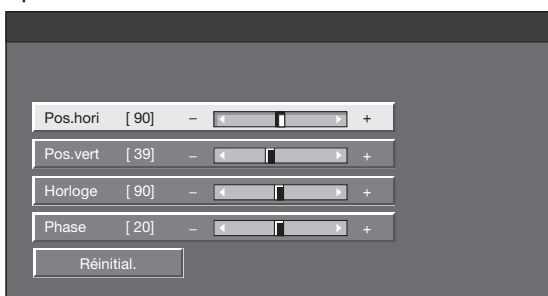 Pos.hori [ 90] – +
Pos.vert [ 39] – +
Horloge [ 90] – +
Phase [ 20] – +
Réinitial.